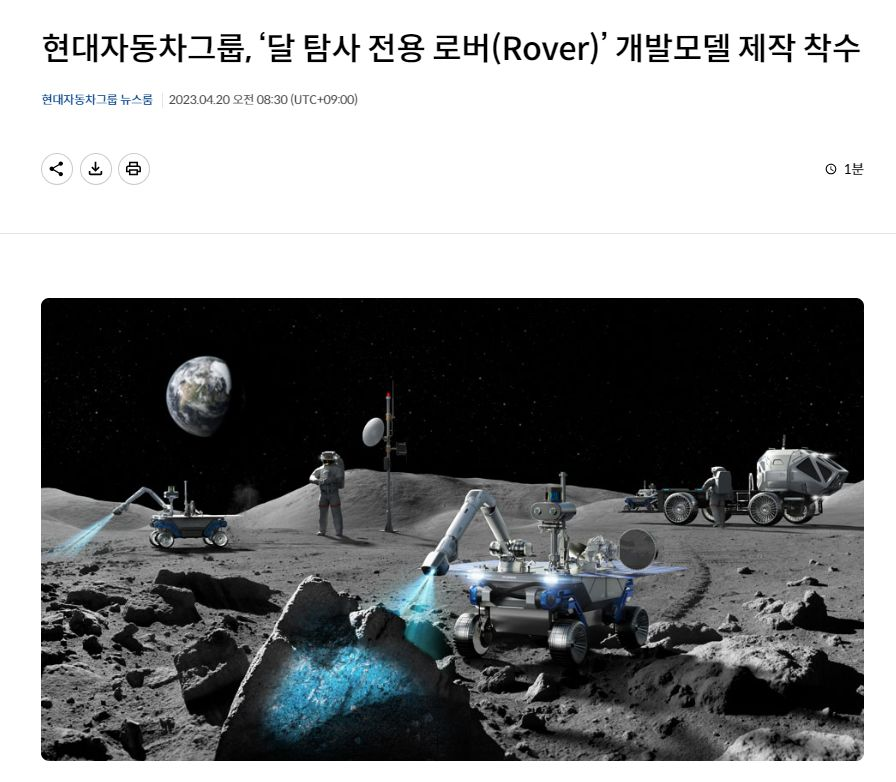 현대자동차그룹, ‘달 탐사 전용 로버(Rover)’ 개발모델 제작 착수
현대자동차그룹 뉴스룸
2023.04.20 오전 08:30 (UTC+09:00)
1분